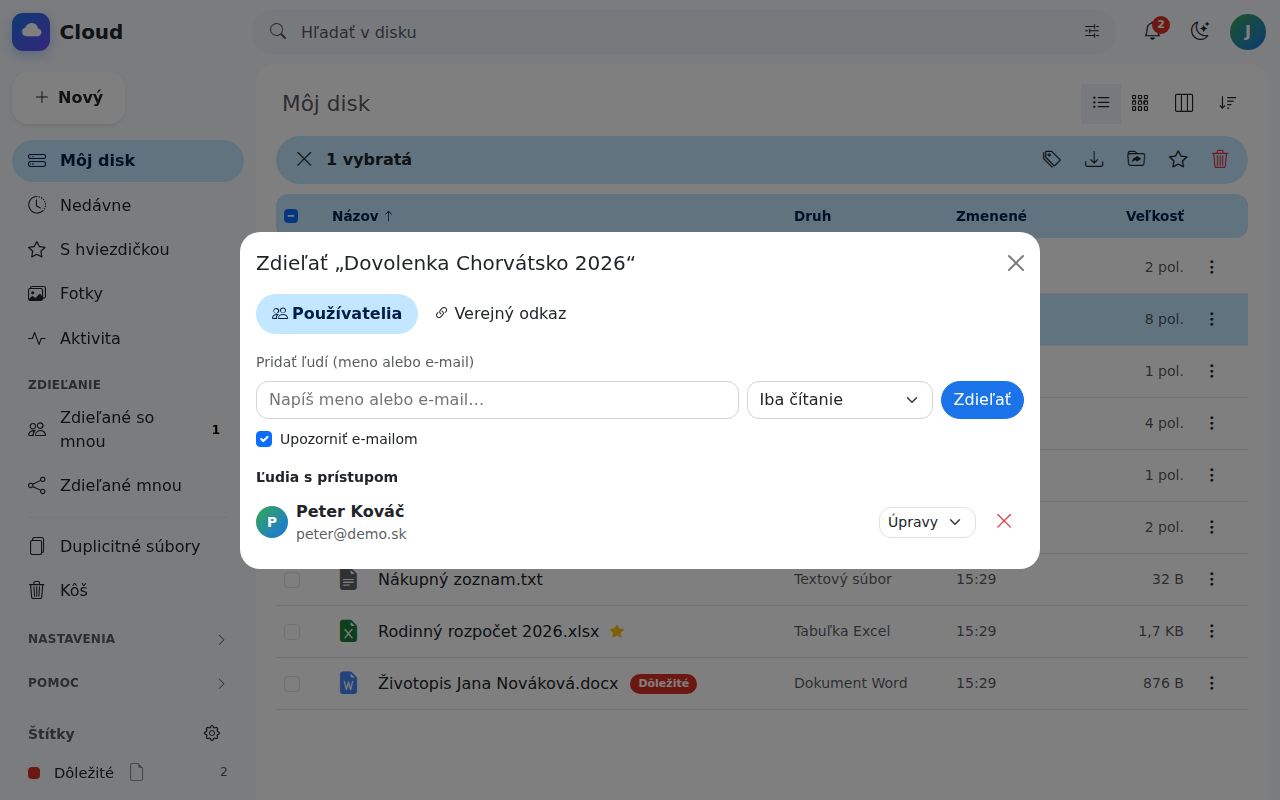 Cloud
Hľadať v disku
2
J
Nový
Môj disk
Môj disk
1 vybratá
Nedávne
S hviezdičkou
Fotky
Aktivita
ZDIEĽANIE
Zdieľané so
mnou
1
Zdieľané mnou
Duplicitné súbory
Kôš
NASTAVENIA
POMOC
Štítky
Dôležité
2
Názov ↑
Druh
Zmenené
Veľkosť
2 pol.
8 pol.
1 pol.
4 pol.
1 pol.
2 pol.
Zdieľať „Dovolenka Chorvátsko 2026“
Používatelia
Verejný odkaz
Pridať ľudí (meno alebo e-mail)
Napíš meno alebo e-mail...
Iba čítanie
Zdieľať
Upozorniť e-mailom
Ľudia s prístupom
P
Peter Kováč
peter@demo.sk
Úpravy
Nákupný zoznam.txt
Textový súbor
15:29
32 B
Rodinný rozpočet 2026.xlsx
Tabuľka Excel
15:29
1,7 KB
Životopis Jana Nováková.docx
Dôležité
Dokument Word
15:29
876 B